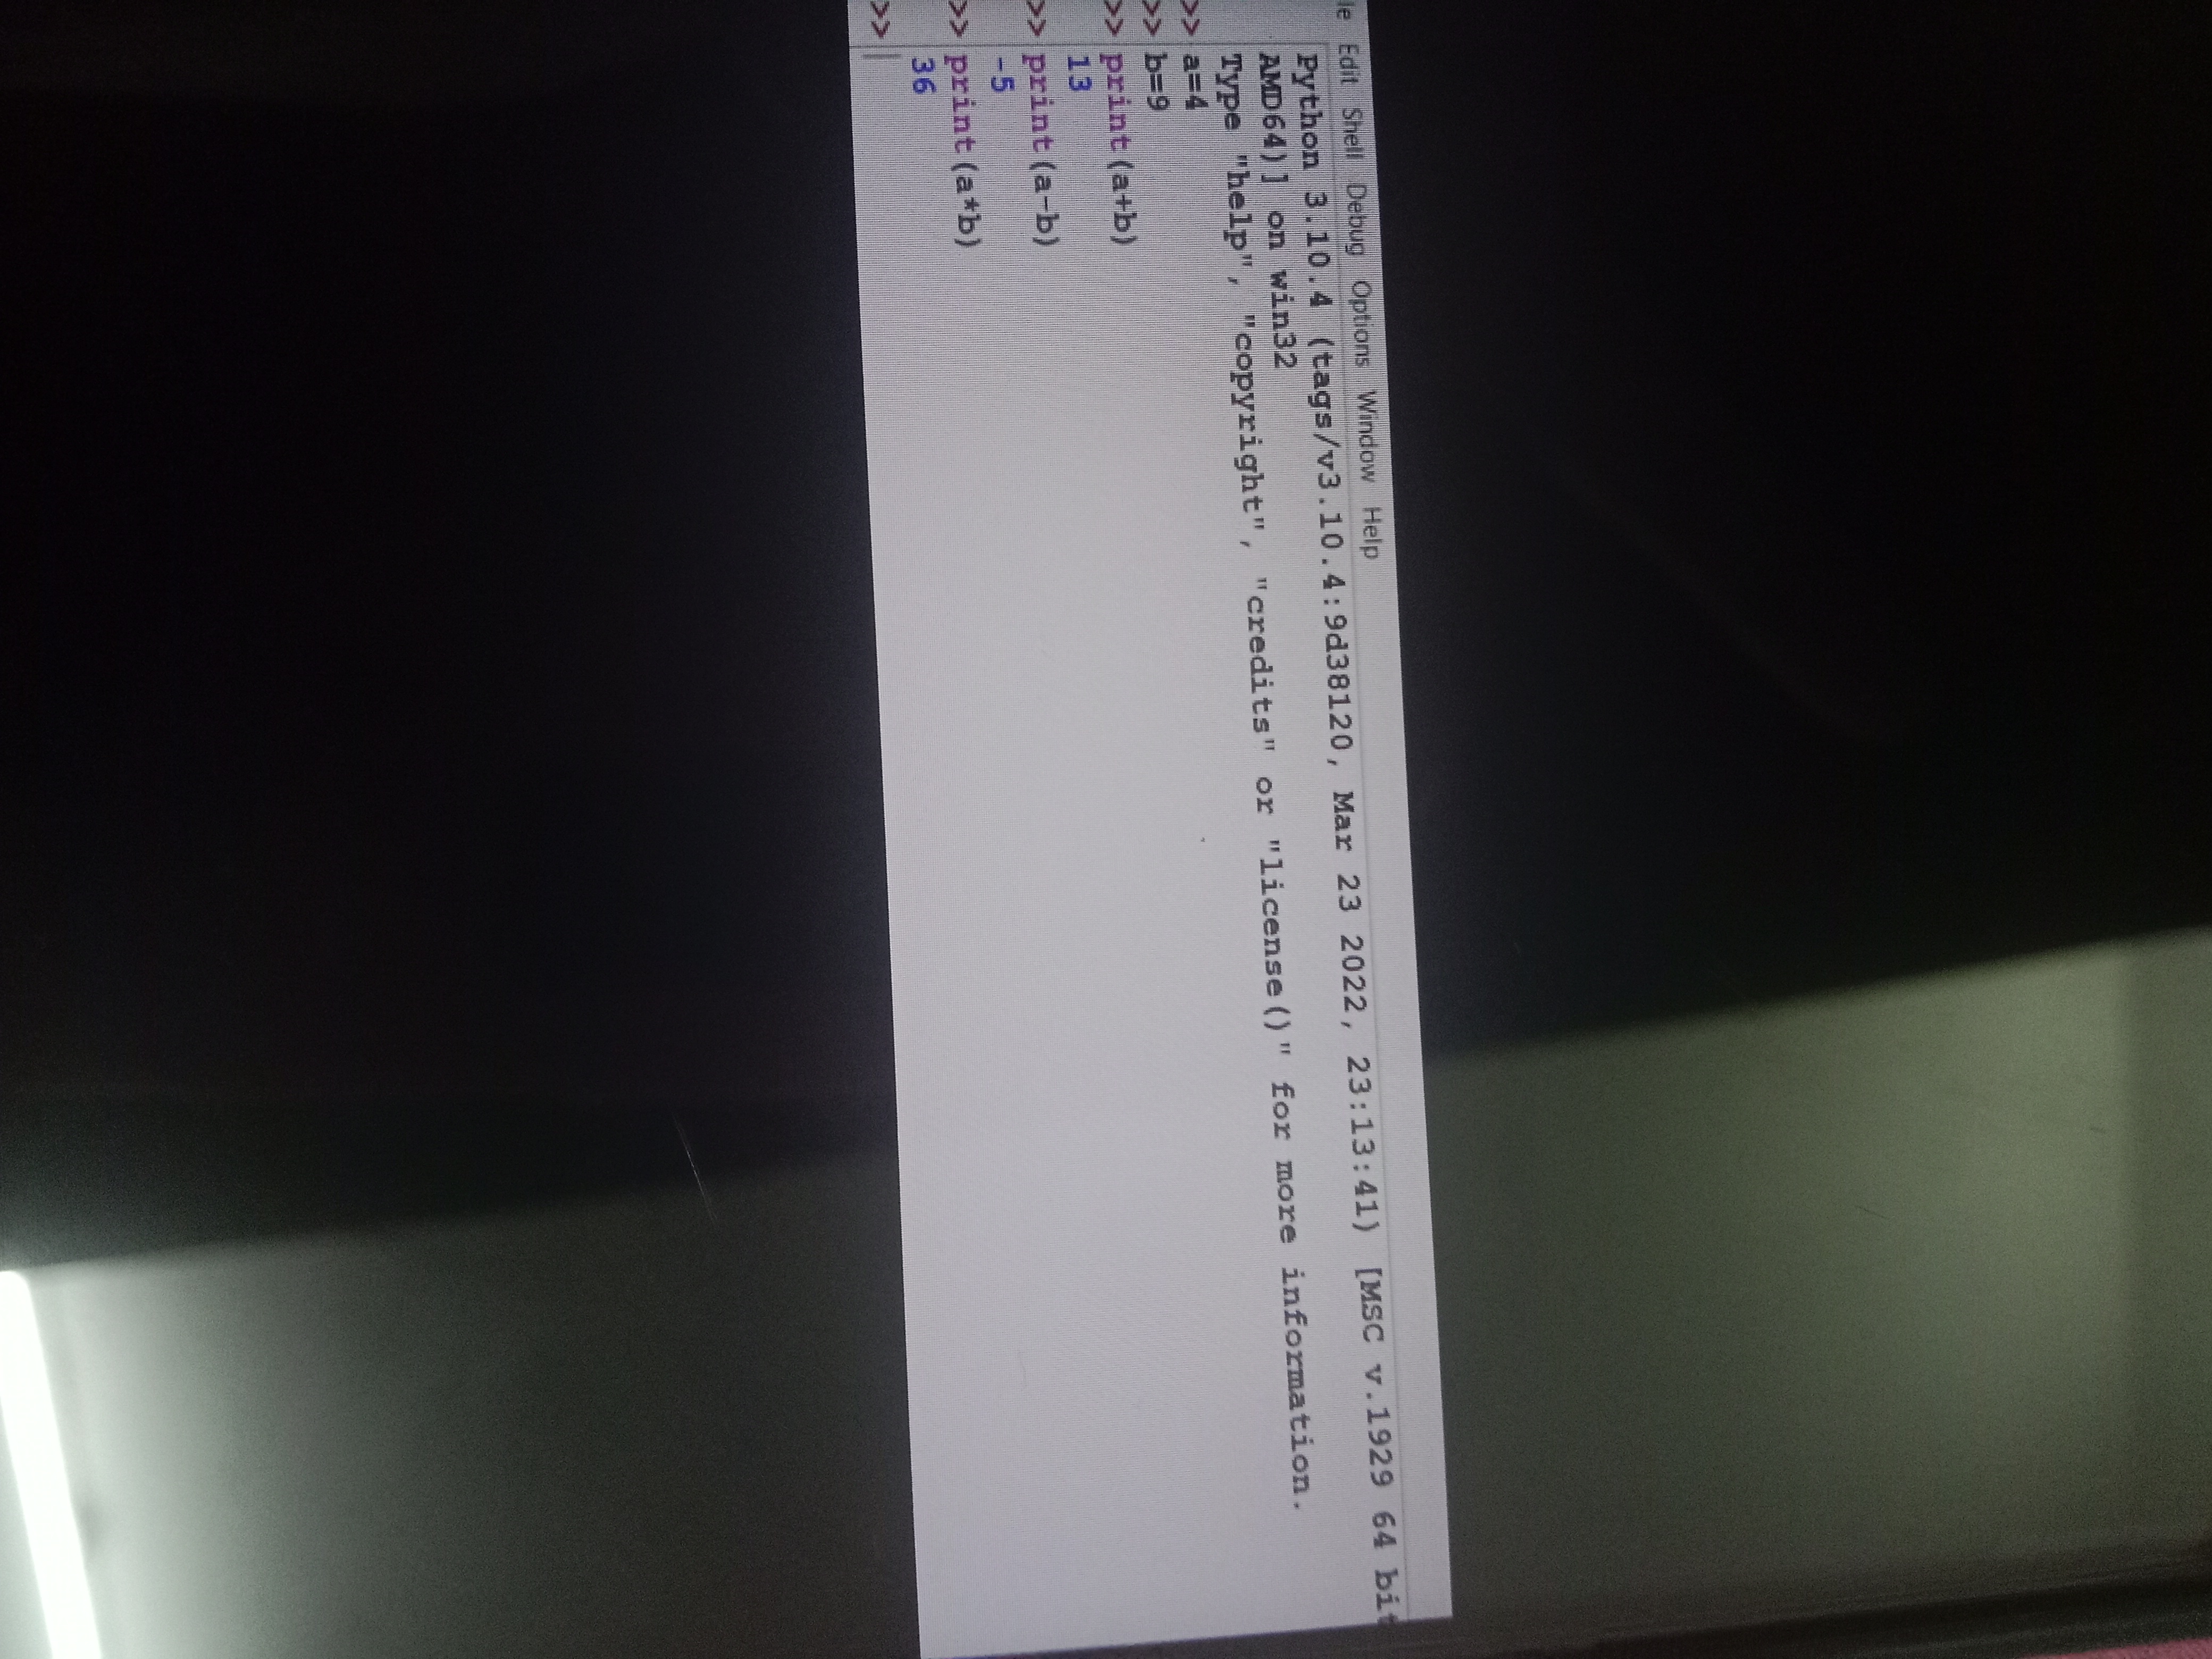 le Edit Shell Debug Options Window Help
Python 3.10.4 (tags/v3.10.4:9d38120, Mar 23 2022, 23:13:41) [MSC v.1929 64 bit
AMD64)] on win32
Type "help", "copyright", "credits" or "license()" for more information.
>> a=4
>> b=9
>> print(a+b)
13
>> print(a-b)
-5
>> print(a*b)
36
>>